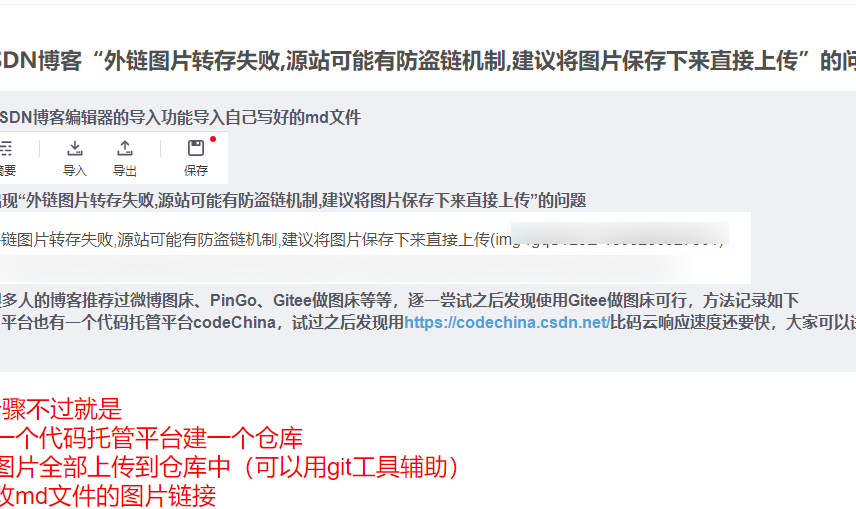 SDN博客“外链图片转存失败,源站可能有防盗链机制,建议将图片保存下来直接上传”的问
SDN博客编辑器的导入功能导入自己写好的md文件
摘要 导入 导出 保存
出现“外链图片转存失败,源站可能有防盗链机制,建议将图片保存下来直接上传”的问题
链图片转存失败,源站可能有防盗链机制,建议将图片保存下来直接上传(img
多人的博客推荐过微博图床、PinGo、Gitee做图床等等，逐一尝试之后发现使用Gitee做图床可行，方法记录如下
平台也有一个代码托管平台codeChina，试过之后发现用https://codechina.csdn.net/比码云响应速度还要快，大家可以试
步骤不过就是
一个代码托管平台建一个仓库
图片全部上传到仓库中（可以用git工具辅助）
改md文件的图片链接